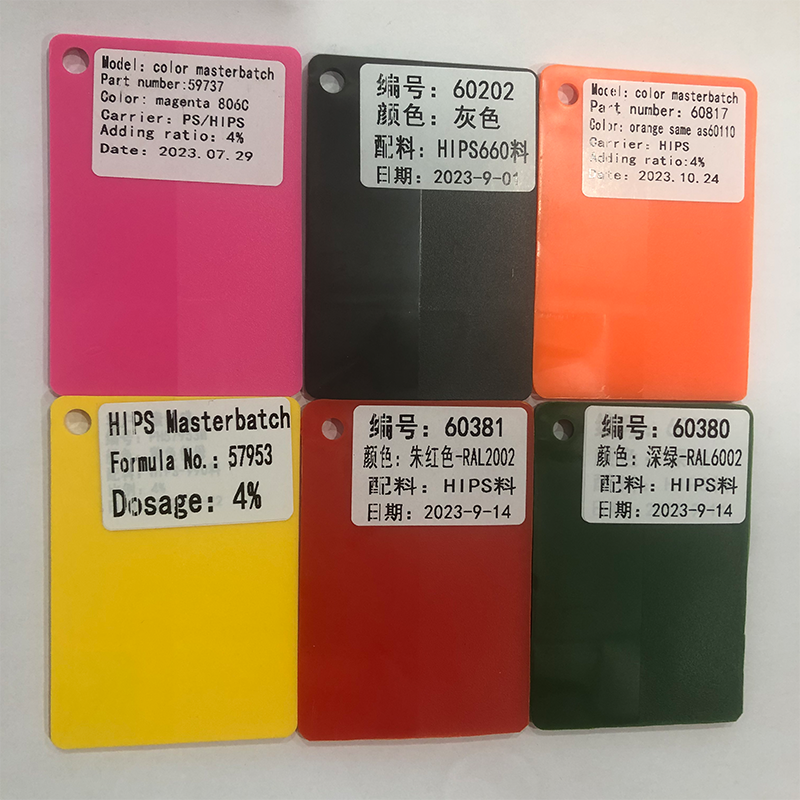 Model: color masterbatch
Part number:59737
Color: magenta 806C
Carrier: PS/HIPS
Adding ratio: 4%
Date: 2023.07.29
编号: 60202
颜色: 灰色
配料: HIPS660料
日期: 2023-9-01
Model: color masterbatch
Part number: 60817
Color: orange same as60110
Carrier: HIPS
Adding ratio:4%
Date: 2023.10.24
HIPS Masterbatch
Formula No.: 57953
Dosage: 4%
编号: 60381
颜色: 朱红色-RAL2002
配料: HIPS料
日期: 2023-9-14
编号: 60380
颜色: 深绿-RAL6002
配料: HIPS料
日期: 2023-9-14